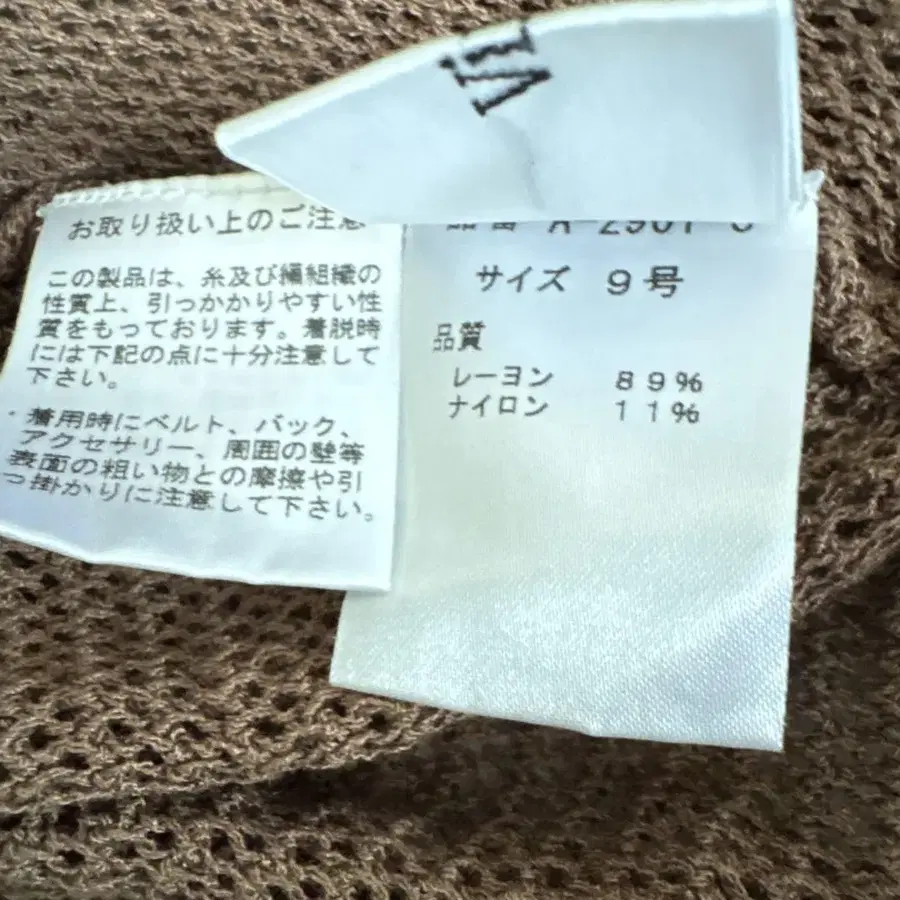 お取り扱い上のご注意
この製品は、糸及び編組織の
性質上、引っかかりやすい性
質をもっております。着脱時
には下記の点に十分注意して
下さい。
・着用時にベルト、バック、
アクセサリー、周囲の壁等
表面の粗い物との摩擦や引
っ掛かりに注意して下さい。
サイズ 9号
品質
レーヨン 89%
ナイロン 11%